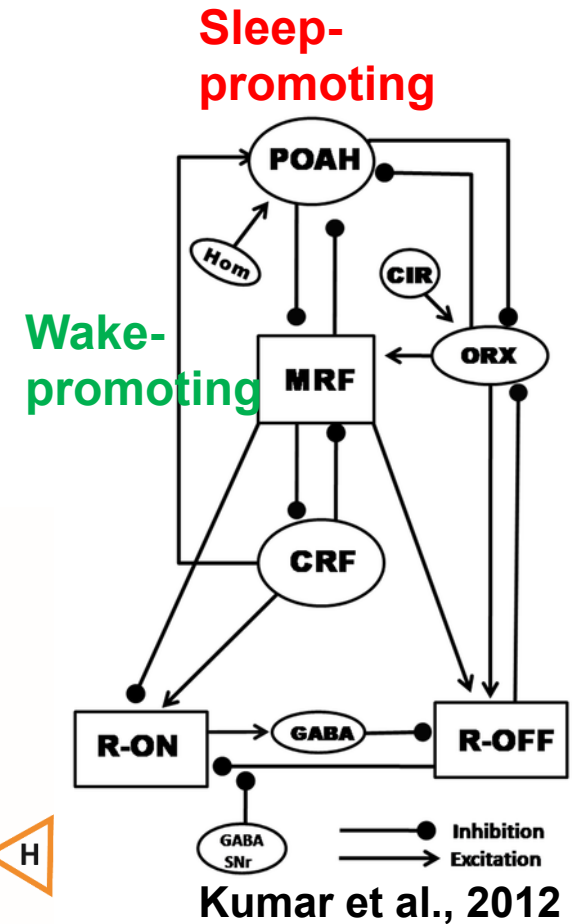 Sleep-
promoting
POAH
Hom
CIR
Wake-
promoting
MRF
ORX
CRF
R-ON
GABA
R-OFF
H
GABA
SNr
Inhibition
Excitation
Kumar et al., 2012